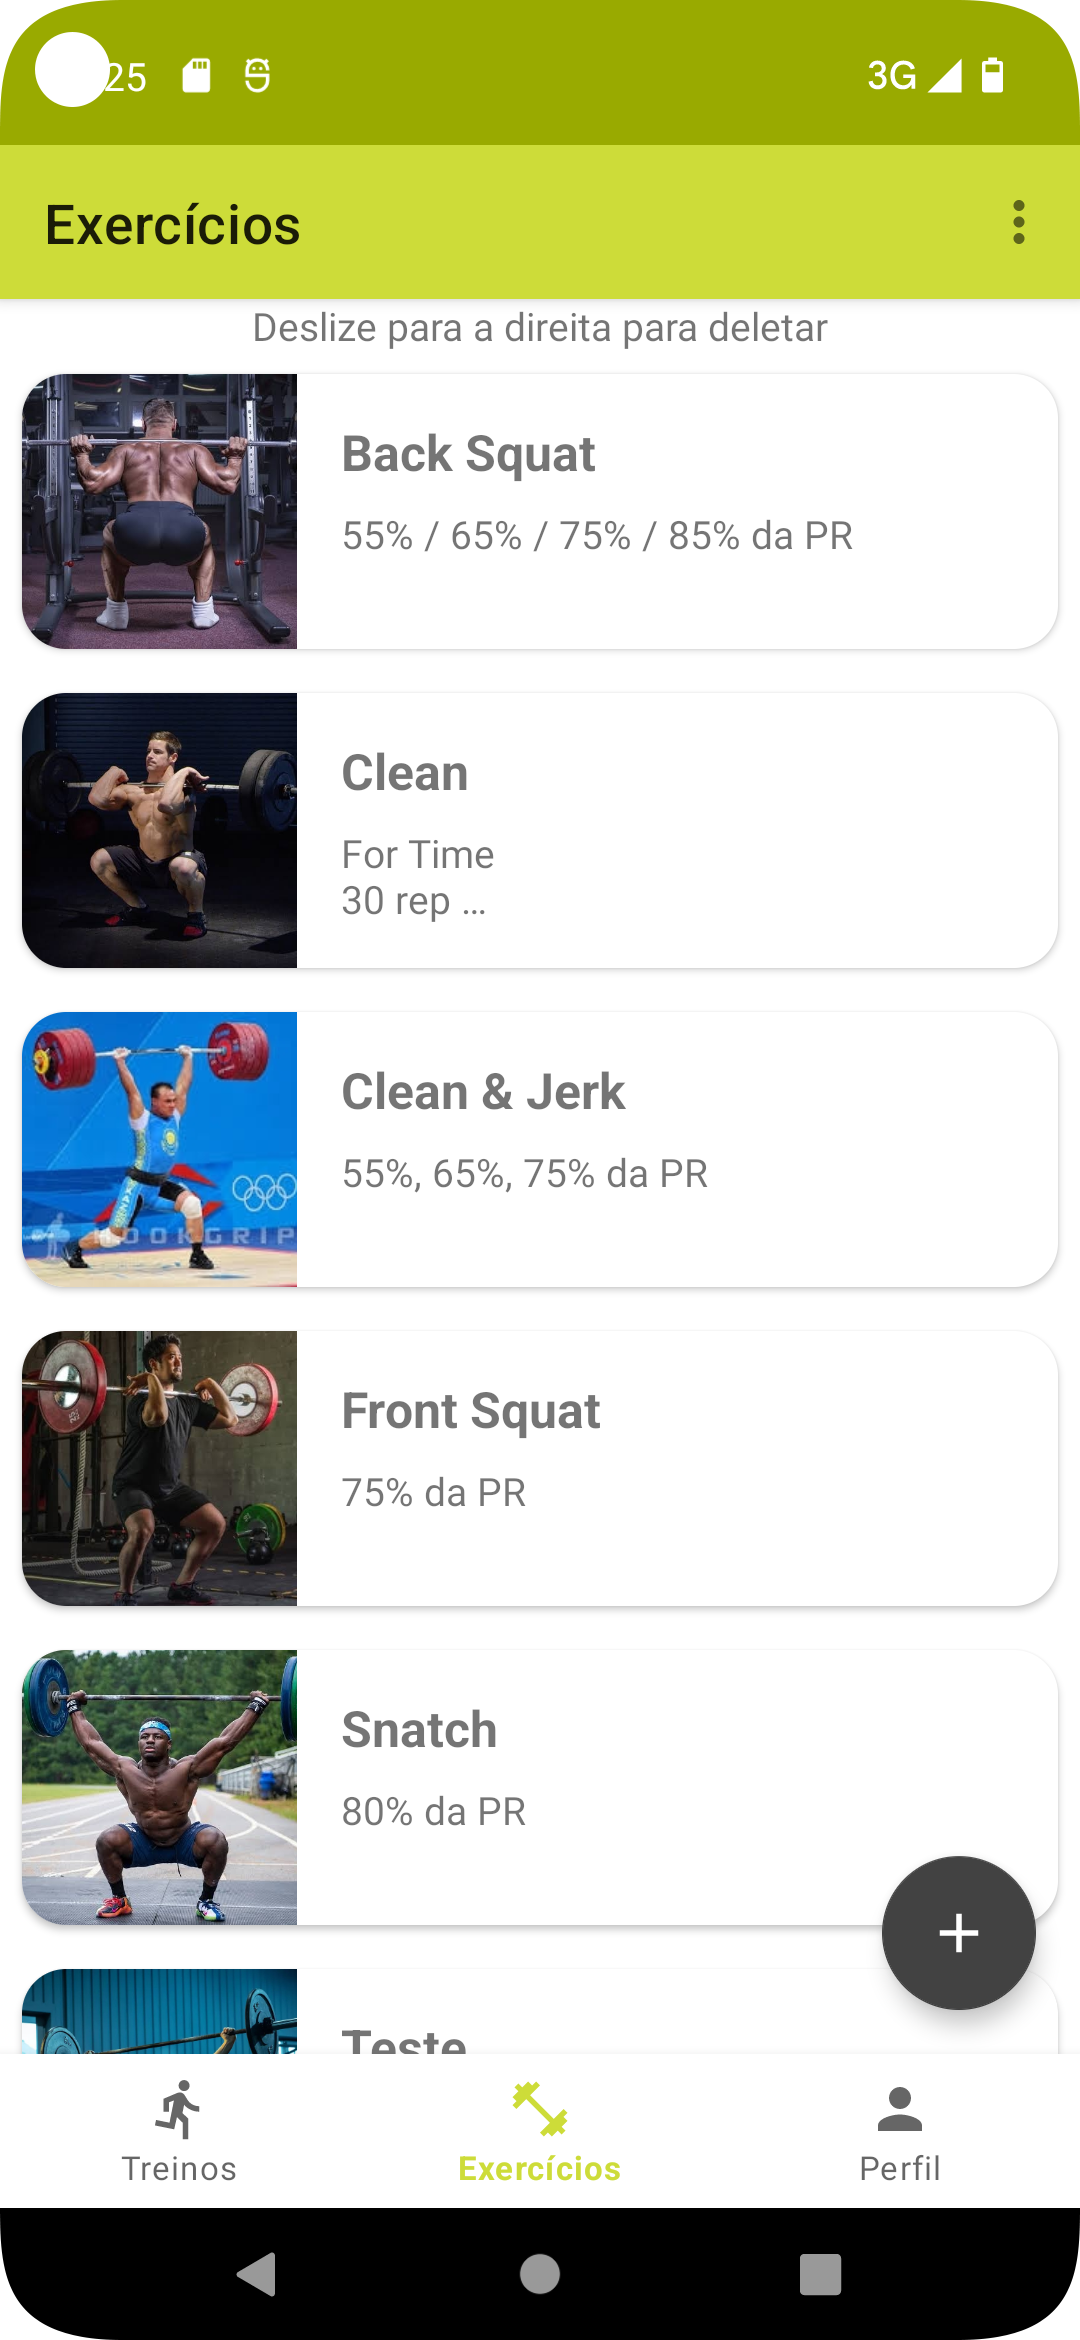 25
3G
Exercícios
Deslize para a direita para deletar
Back Squat
55% / 65% / 75% / 85% da PR
Clean
For Time
30 rep ...
Clean & Jerk
55%, 65%, 75% da PR
HOOKGRIP
Front Squat
75% da PR
Snatch
80% da PR
Teste
Treinos
Exercícios
Perfil